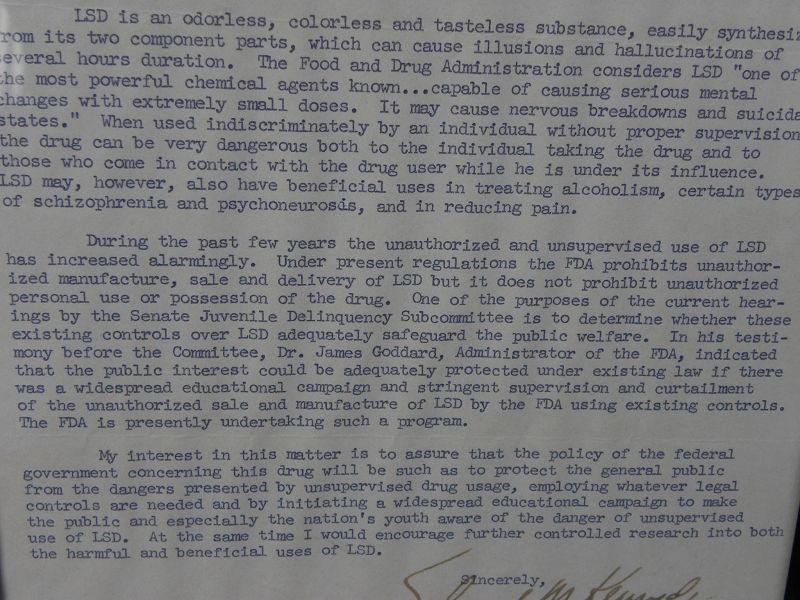 LSD is an odorless, colorless and tasteless substance, easily synthesiz
rom its two component parts, which can cause illusions and hallucinations of
several hours duration. The Food and Drug Administration considers LSD "one of
the most powerful chemical agents known...capable of causing serious mental
changes with extremely small doses. It may cause nervous breakdowns and suicida
states." When used indiscriminately by an individual without proper supervision
the drug can be very dangerous both to the individual taking the drug and to
those who come in contact with the drug user while he is under its influence.
LSD may, however, also have beneficial uses in treating alcoholism, certain types
of schizophrenia and psychoneurosis, and in reducing pain.
During the past few years the unauthorized and unsupervised use of LSD
has increased alarmingly. Under present regulations the FDA prohibits unauthor-
ized manufacture, sale and delivery of LSD but it does not prohibit unauthorized
personal use or possession of the drug. One of the purposes of the current hear-
ings by the Senate Juvenile Delinquency Subcommittee is to determine whether these
existing controls over LSD adequately safeguard the public welfare. In his testi-
mony before the Committee, Dr. James Goddard, Administrator of the FDA, indicated
that the public interest could be adequately protected under existing law if there
was a widespread educational campaign and stringent supervision and curtailment
of the unauthorized sale and manufacture of LSD by the FDA using existing controls.
The FDA is presently undertaking such a program.
My interest in this matter is to assure that the policy of the federal
government concerning this drug will be such as to protect the general public
from the dangers presented by unsupervised drug usage, employing whatever legal
controls are needed and by initiating a widespread educational campaign to make
the public and especially the nation's youth aware of the danger of unsupervised
use of LSD. At the same time I would encourage further controlled research into both
the harmful and beneficial uses of LSD.
Sincerely,
Kennedy